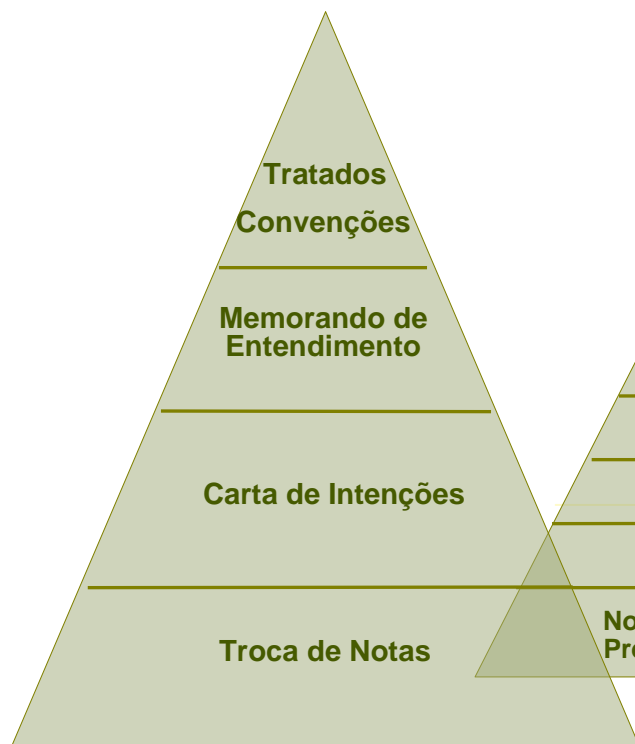 Tratados
Convenções
Memorando de
Entendimento
Carta de Intenções
Troca de Notas